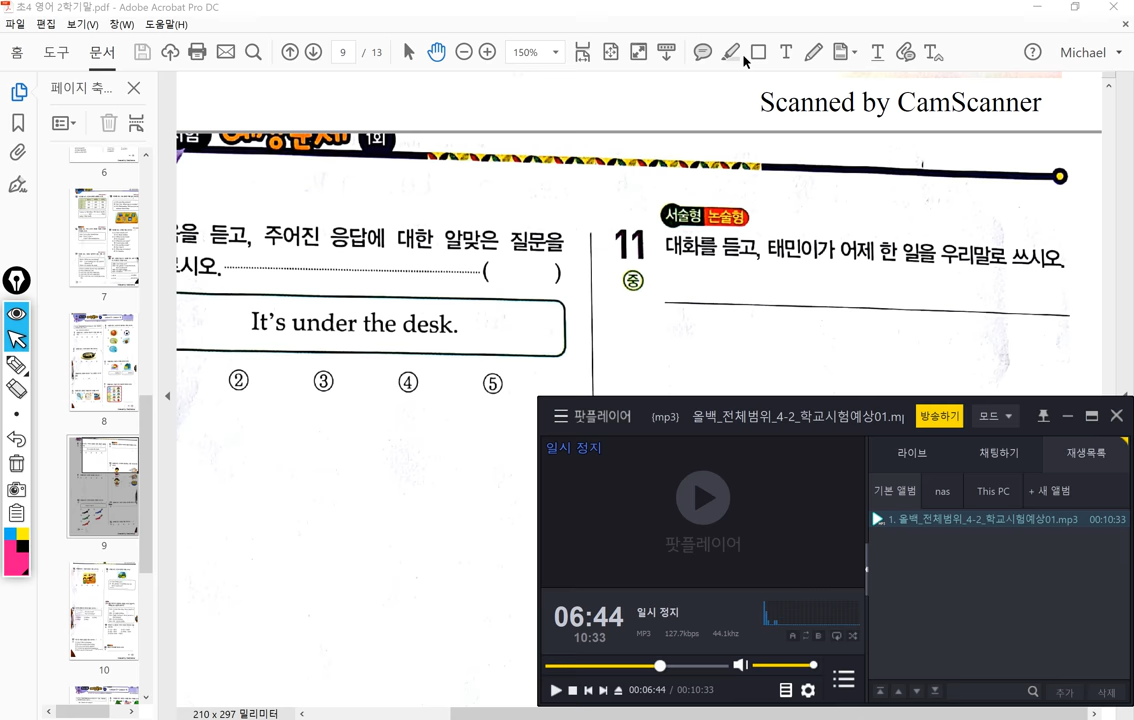 초4 영어 2학기말.pdf - Adobe Acrobat Pro DC
파일 편집 보기(V) 창(W) 도움말(H)
홈 도구 문서 9 / 13 150% Michael
페이지 축...
6
7
8
9
10
Scanned by CamScanner
예상문제 1회
을 듣고, 주어진 응답에 대한 알맞은 질문을
시오. ( )
It's under the desk.
② ③ ④ ⑤
서술형 논술형
11 대화를 듣고, 태민이가 어제 한 일을 우리말로 쓰시오.
중
팟플레이어 {mp3} 올백_전체범위_4-2_학교시험예상01.mp 방송하기 모드
일시 정지
팟플레이어
라이브 채팅하기 재생목록
기본 앨범 nas This PC + 새 앨범
1. 올백_전체범위_4-2_학교시험예상01.mp3 00:10:33
06:44 일시 정지
10:33 MP3 127.7kbps 44.1khz
A B
00:06:44 / 00:10:33
추가 삭제
210 x 297 밀리미터